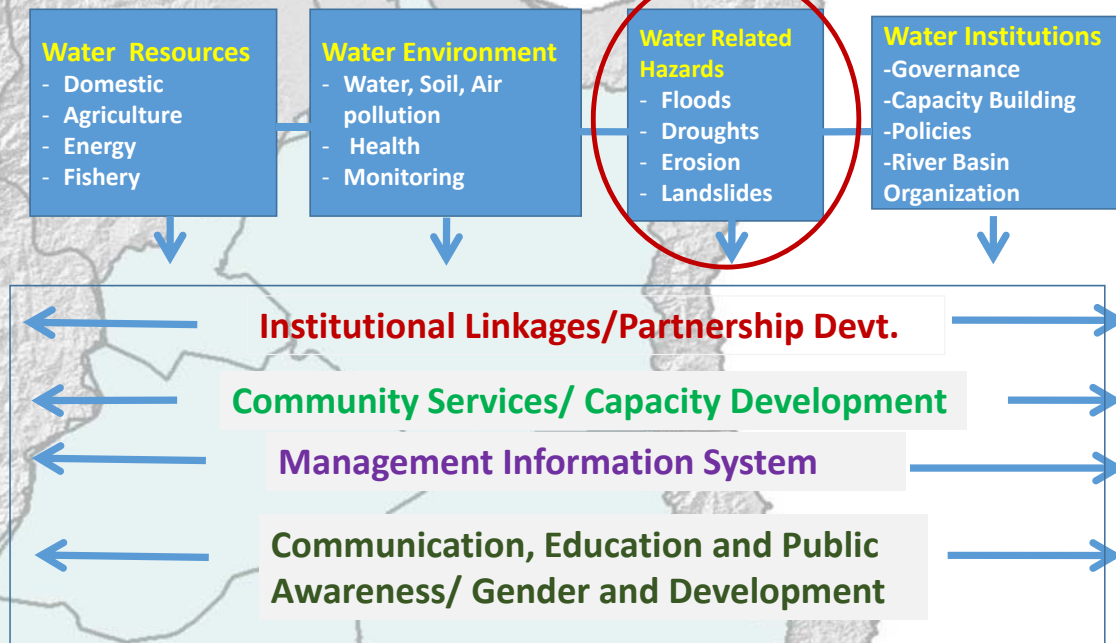 Water Resources
- Domestic
- Agriculture
- Energy
- Fishery
Water Environment
- Water, Soil, Air
pollution
- Health
- Monitoring
Water Related
Hazards
- Floods
- Droughts
- Erosion
- Landslides
Water Institutions
-Governance
-Capacity Building
-Policies
-River Basin
Organization
Institutional Linkages/Partnership Devt.
Community Services/ Capacity Development
Management Information System
Communication, Education and Public
Awareness/ Gender and Development